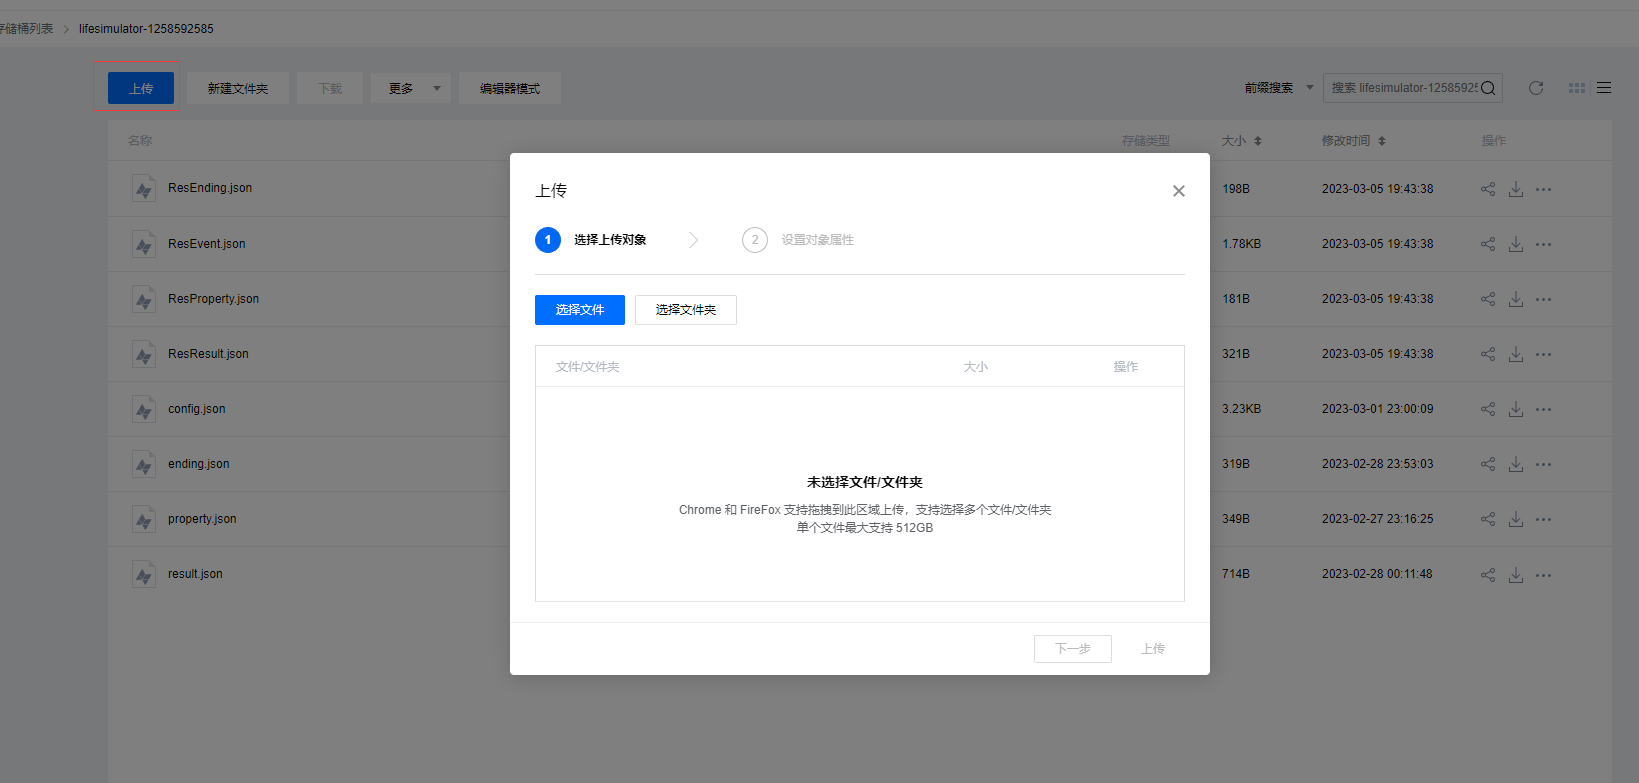 存储桶列表 lifesimulator-1258592585
上传 新建文件夹 下载 更多 编辑器模式 前缀搜索 搜索 lifesimulator-12585925
名称 存储类型 大小 修改时间 操作
ResEnding.json 198B 2023-03-05 19:43:38
ResEvent.json 1.78KB 2023-03-05 19:43:38
ResProperty.json 181B 2023-03-05 19:43:38
ResResult.json 321B 2023-03-05 19:43:38
config.json 3.23KB 2023-03-01 23:00:09
ending.json 319B 2023-02-28 23:53:03
property.json 349B 2023-02-27 23:16:25
result.json 714B 2023-02-28 00:11:48
上传
1 选择上传对象 2 设置对象属性
选择文件 选择文件夹
文件/文件夹 大小 操作
未选择文件/文件夹
Chrome 和 FireFox 支持拖拽到此区域上传，支持选择多个文件/文件夹
单个文件最大支持 512GB
下一步 上传